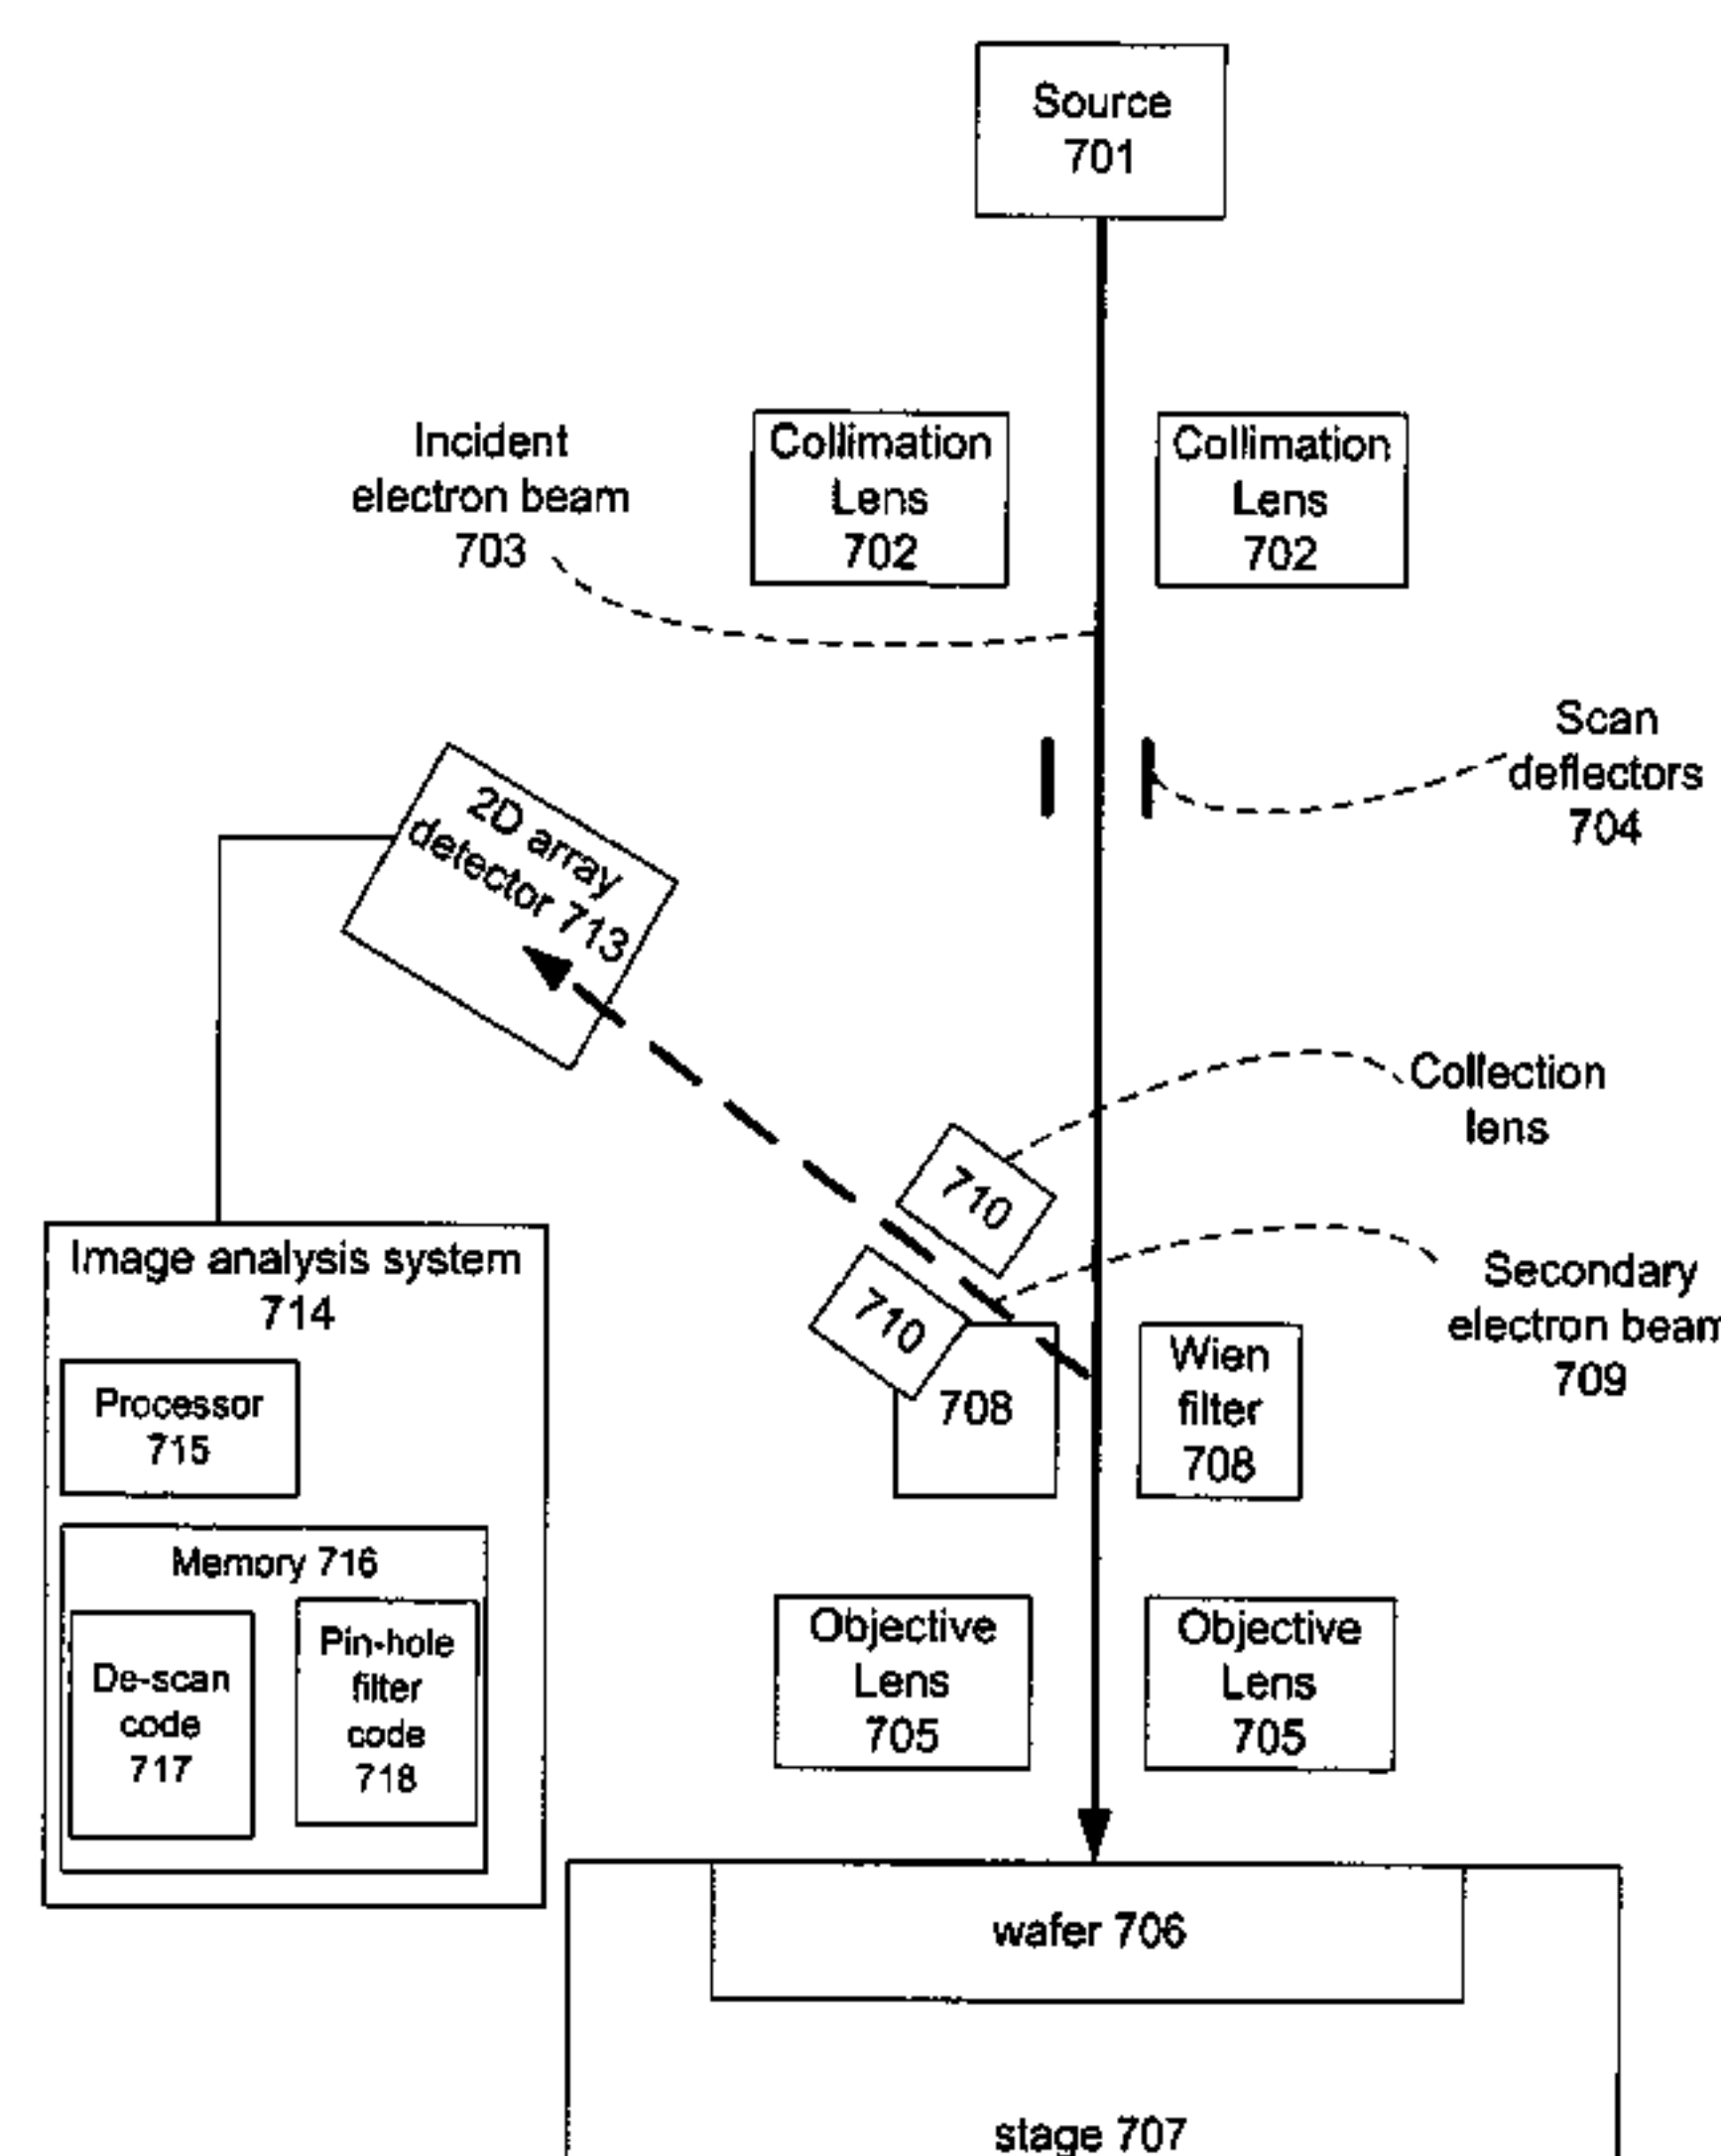 Source
701
Incident
electron beam
703
Collimation
Lens
702
Collimation
Lens
702
Scan
deflectors
704
2D array
detector 713
Collection
lens
710
710
Secondary
electron beam
709
708
Wien
filter
708
Image analysis system
714
Processor
715
Memory 716
De-scan
code
717
Pin-hole
filter
code
718
Objective
Lens
705
Objective
Lens
705
wafer 706
stage 707